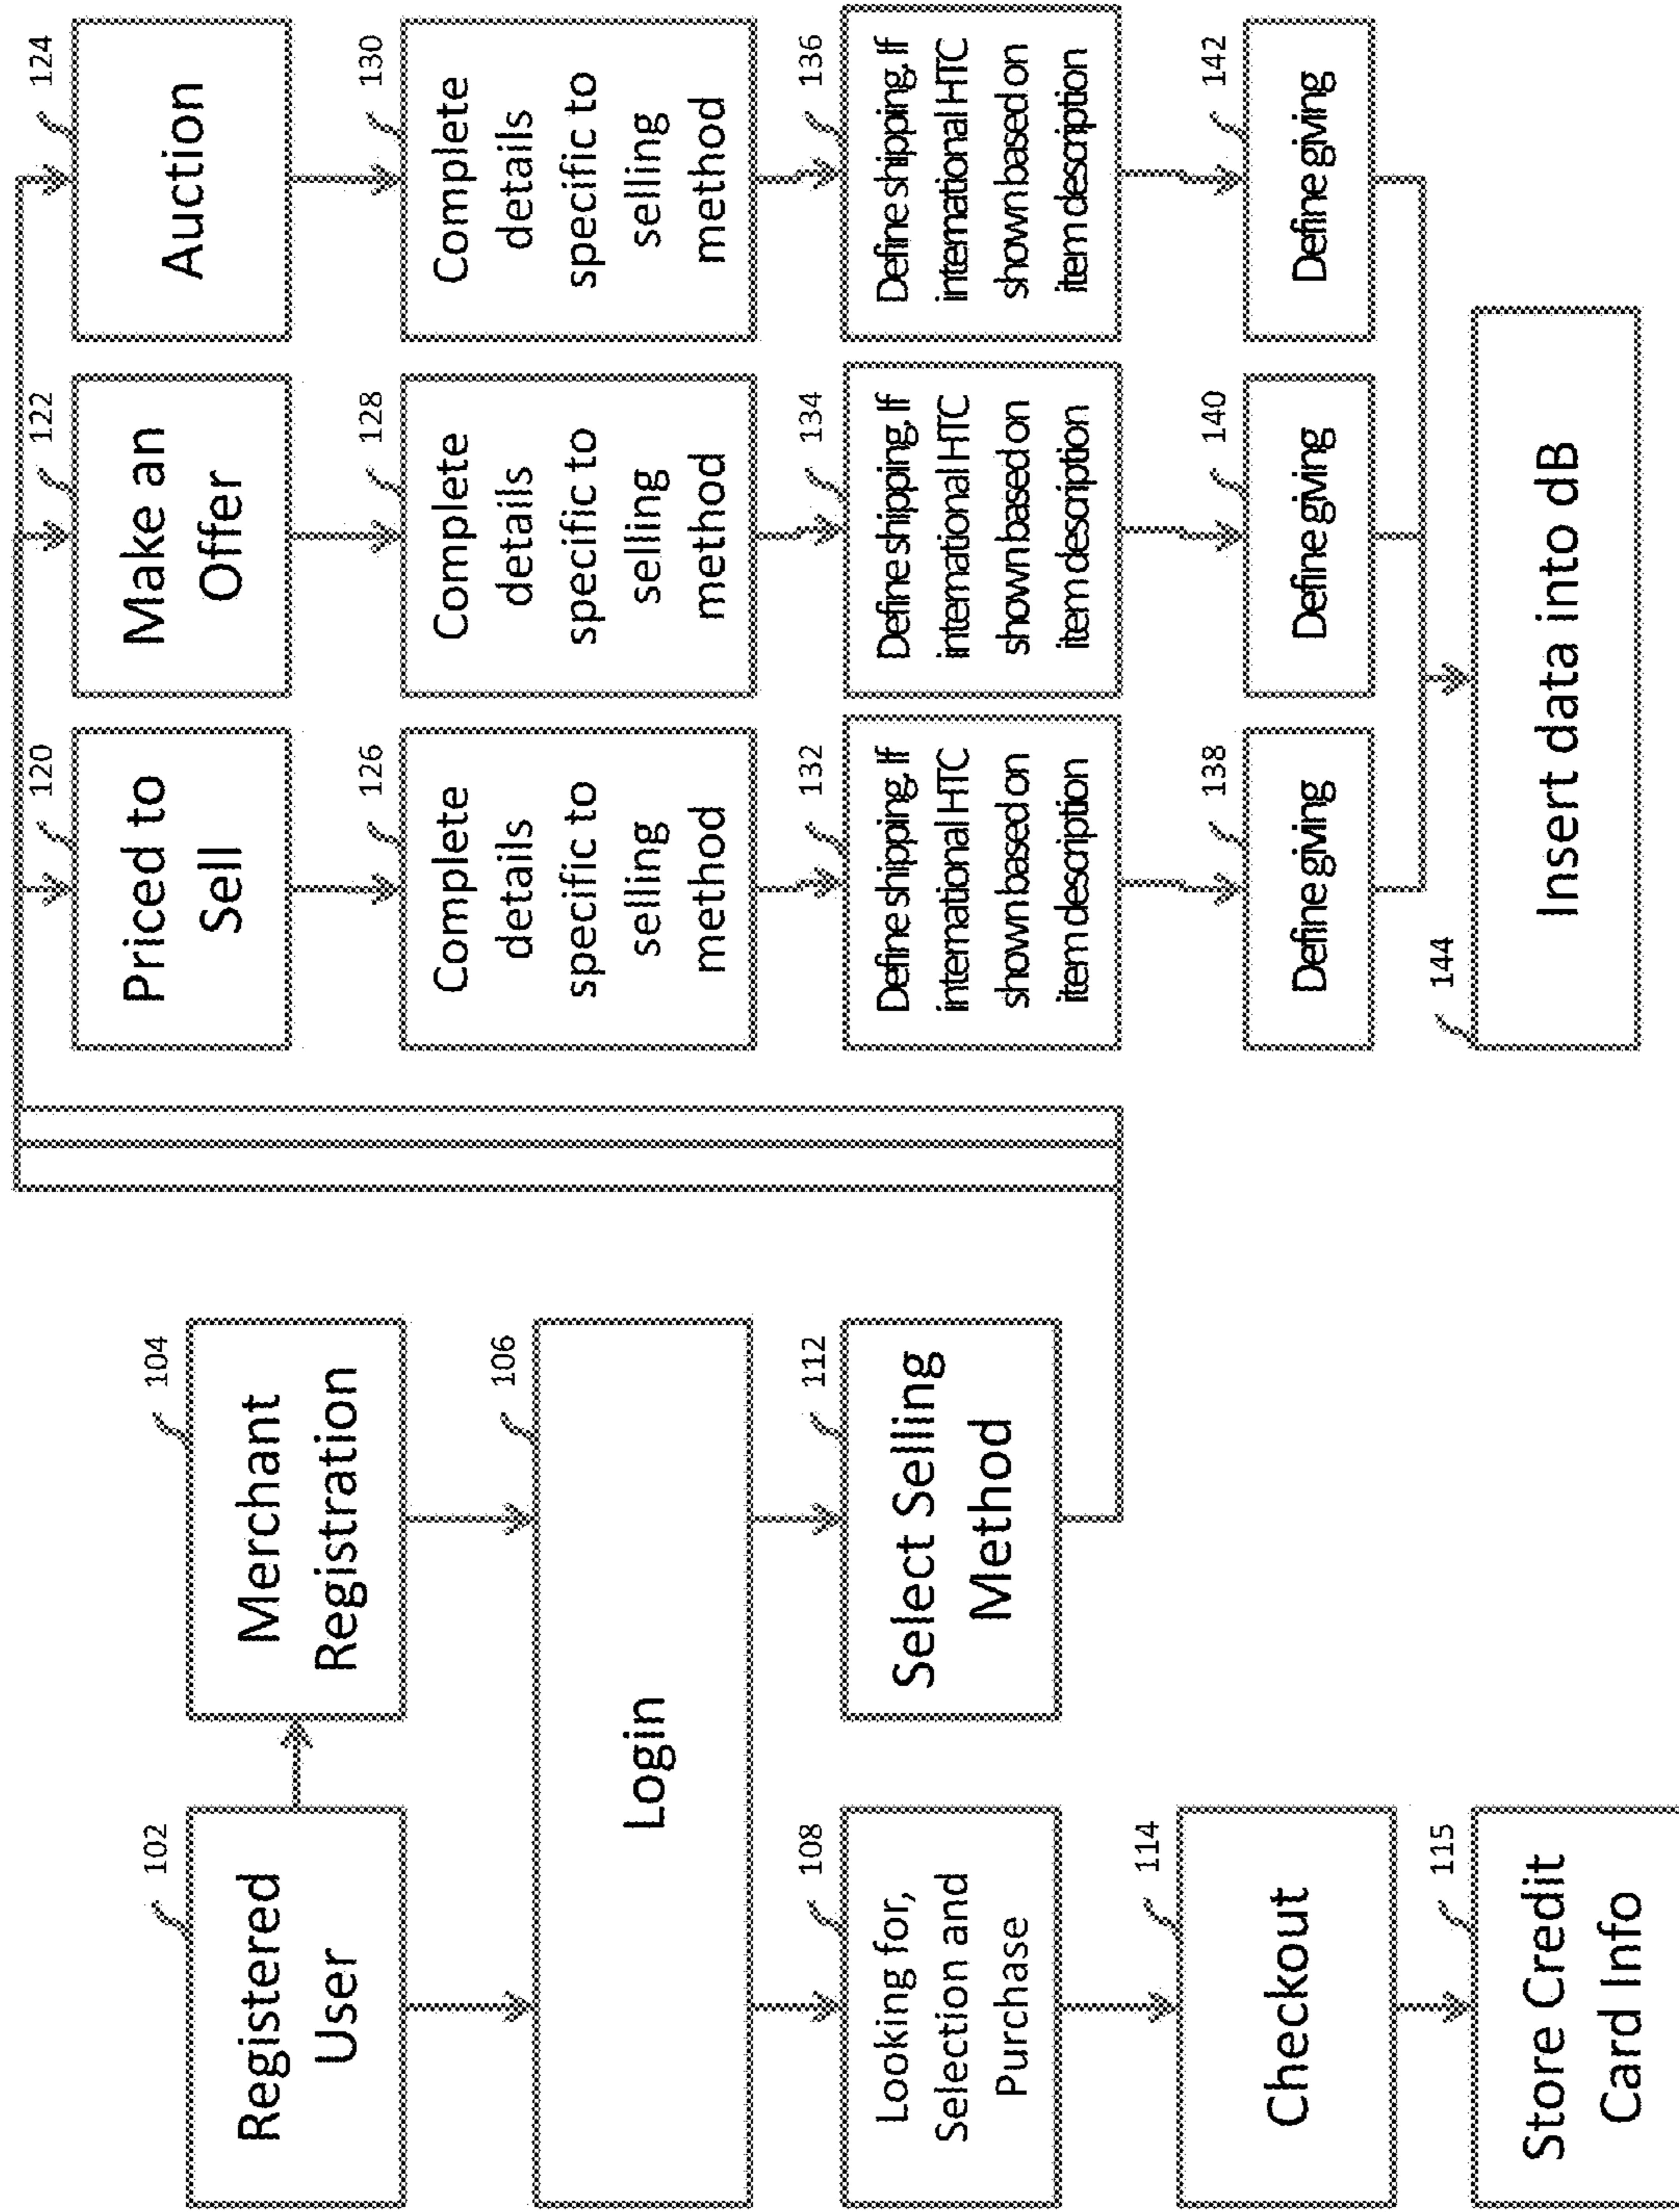 102
Registered
User
104
Merchant
Registration
106
Login
108
Looking for,
Selection and
Purchase
112
Select Selling
Method
114
Checkout
115
Store Credit
Card Info
120
Priced to
Sell
122
Make an
Offer
124
Auction
126
Complete
details
specific to
selling
method
128
Complete
details
specific to
selling
method
130
Complete
details
specific to
selling
method
132
Define shipping. If
international HTC
shown based on
item description
134
Define shipping. If
international HTC
shown based on
item description
136
Define shipping. If
international HTC
shown based on
item description
138
Define giving
140
Define giving
142
Define giving
144
Insert data into dB